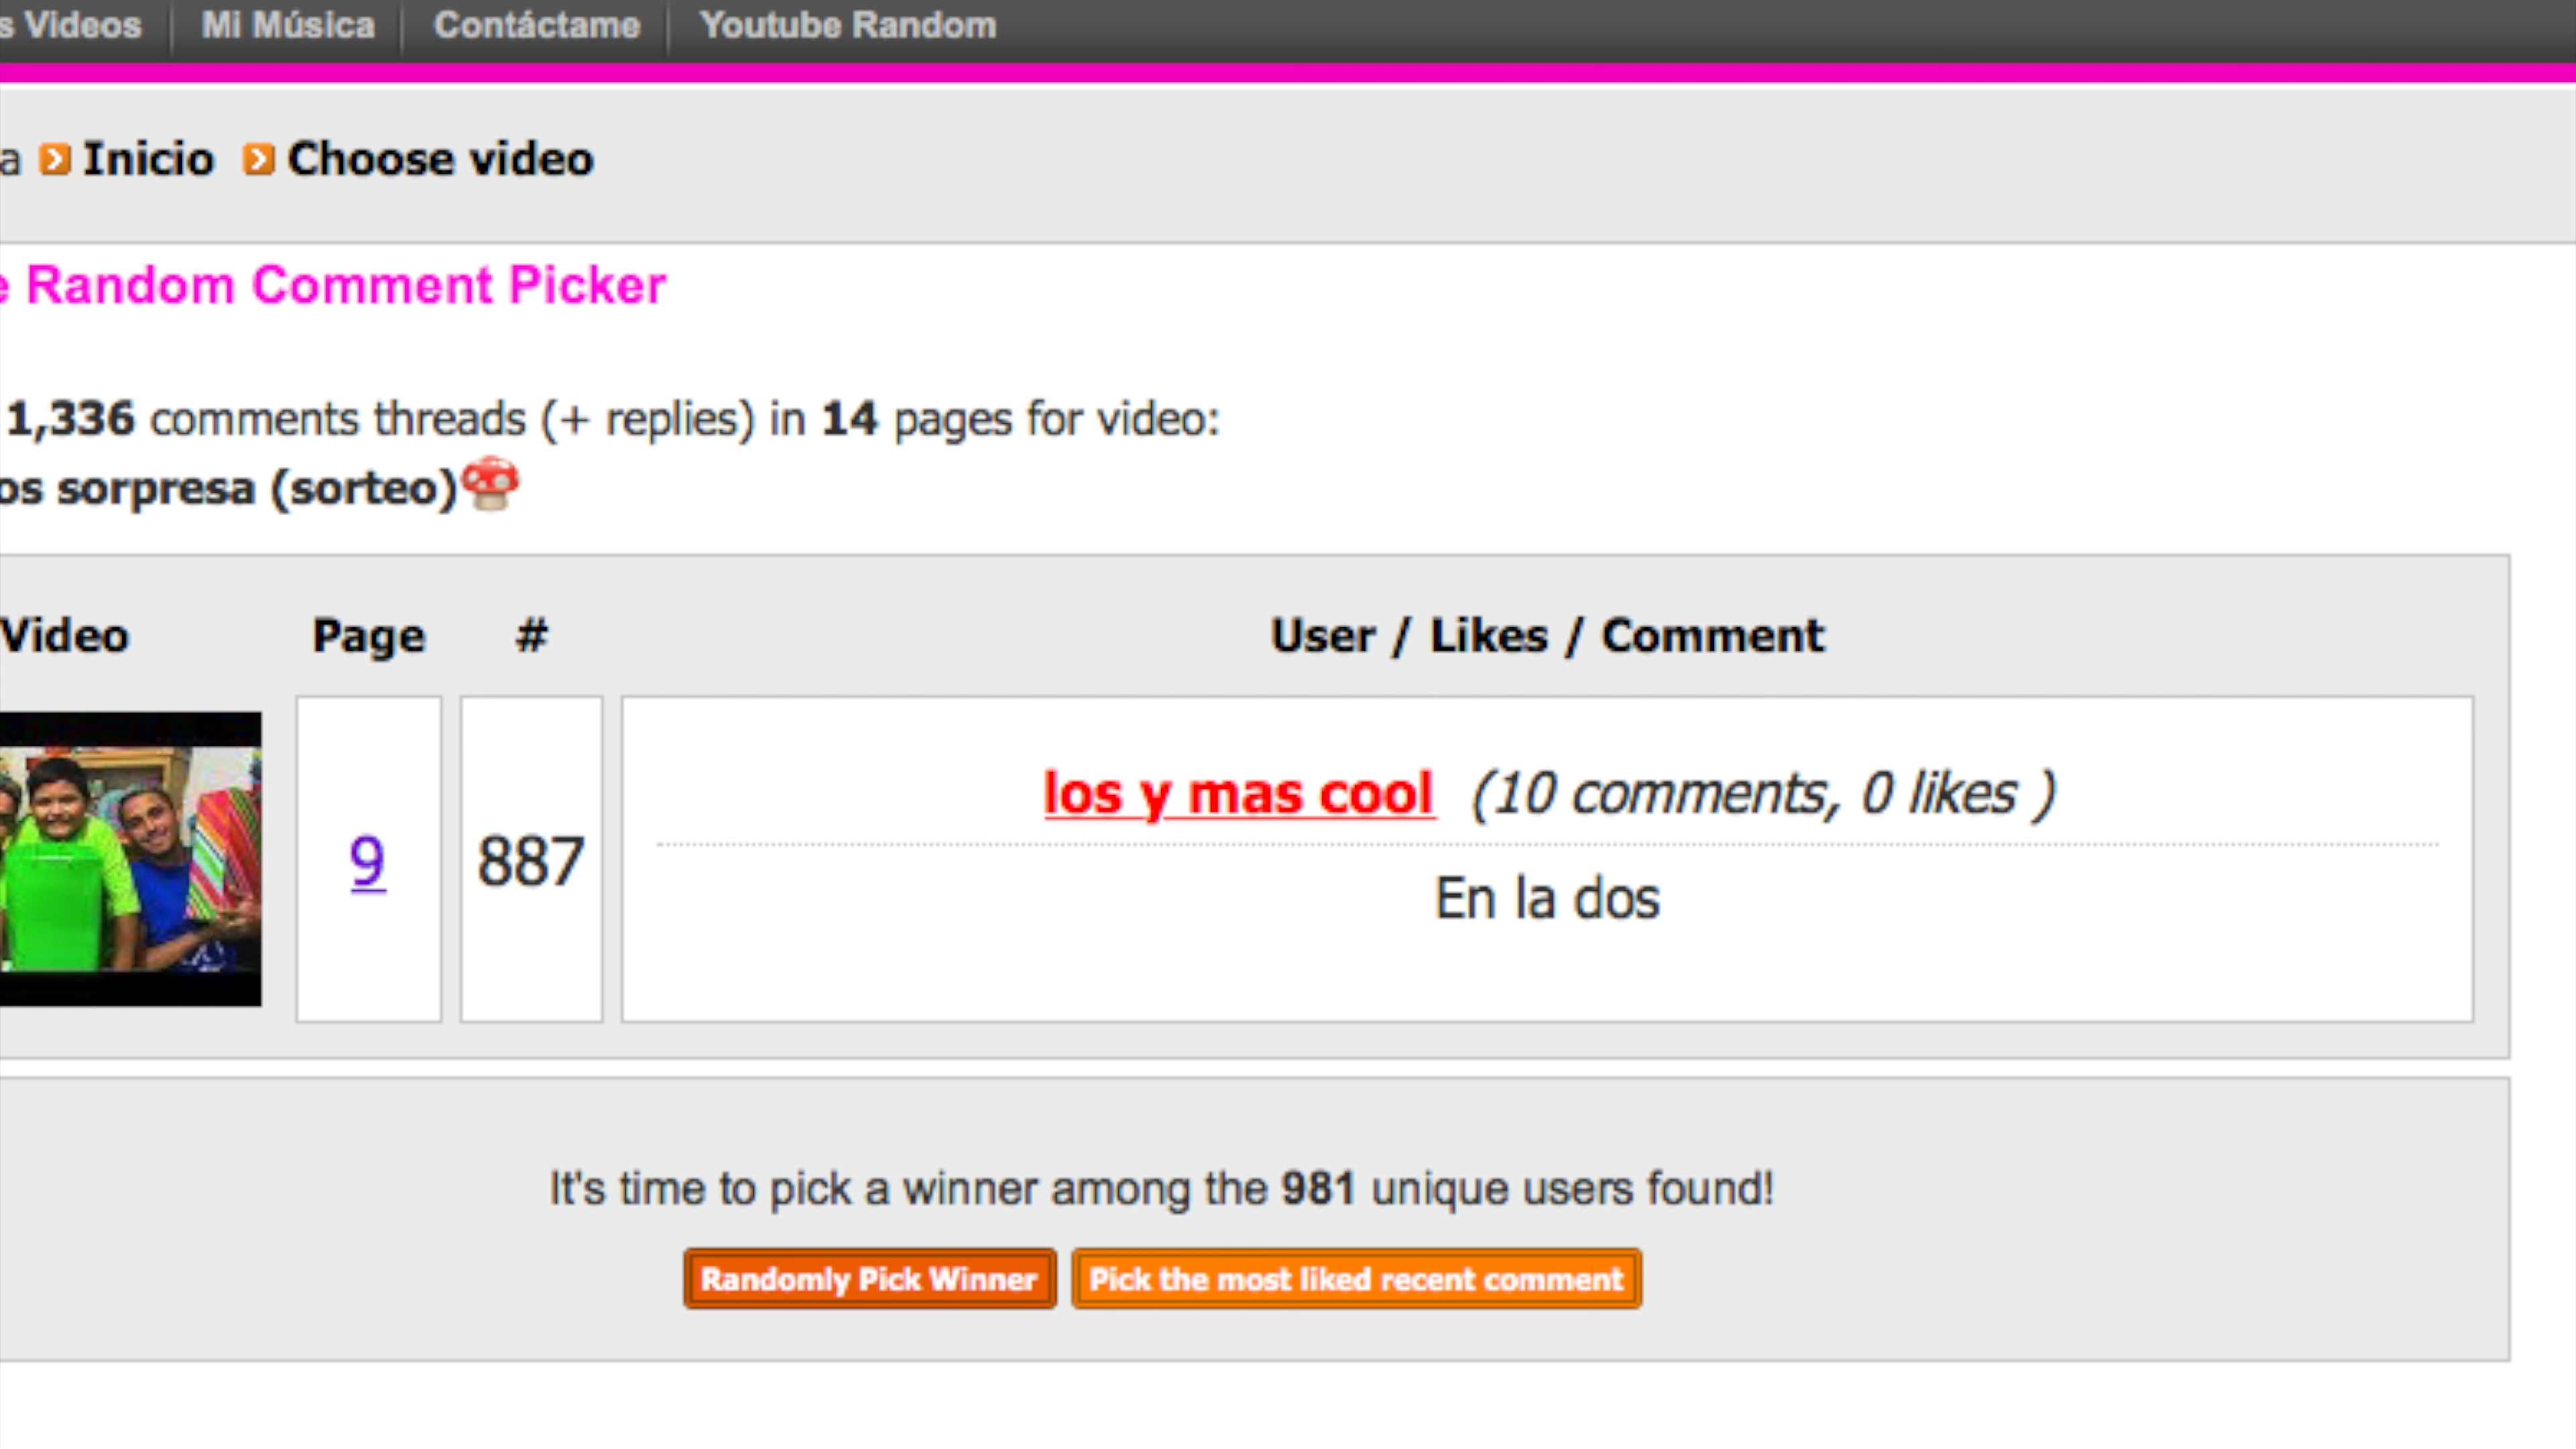 s Videos Mi Música Contáctame Youtube Random
a Inicio Choose video
e Random Comment Picker
1,336 comments threads (+ replies) in 14 pages for video:
os sorpresa (sorteo)🍄
Video Page # User / Likes / Comment
los y mas cool (10 comments, 0 likes )
9 887
En la dos
It's time to pick a winner among the 981 unique users found!
Randomly Pick Winner Pick the most liked recent comment